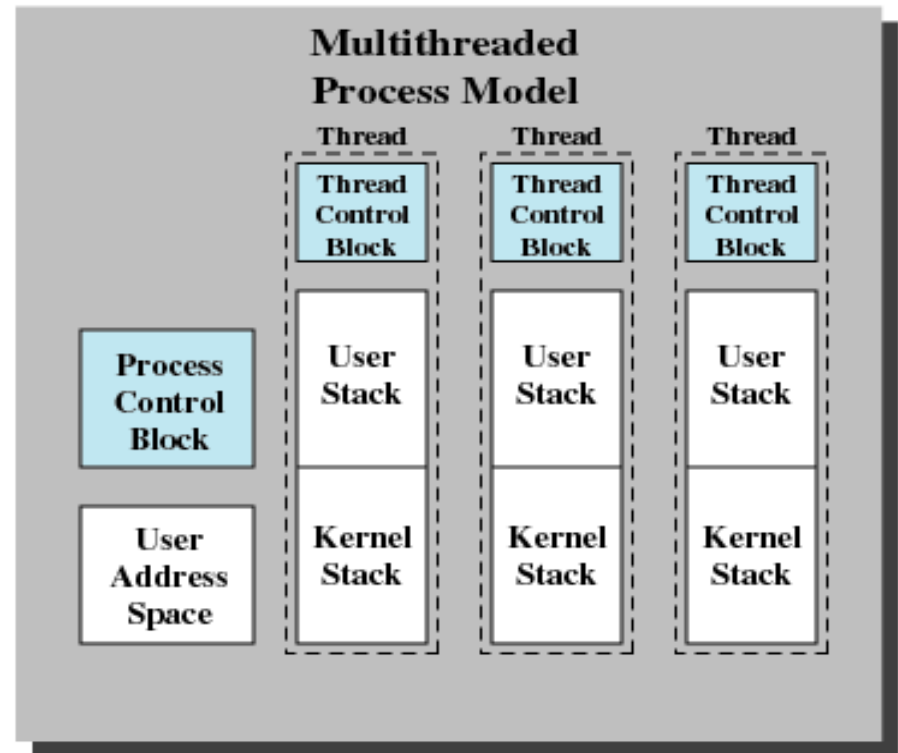 Multithreaded
Process Model
Thread
Thread
Control
Block
User
Stack
Kernel
Stack
Thread
Thread
Control
Block
User
Stack
Kernel
Stack
Thread
Thread
Control
Block
User
Stack
Kernel
Stack
Process
Control
Block
User
Address
Space